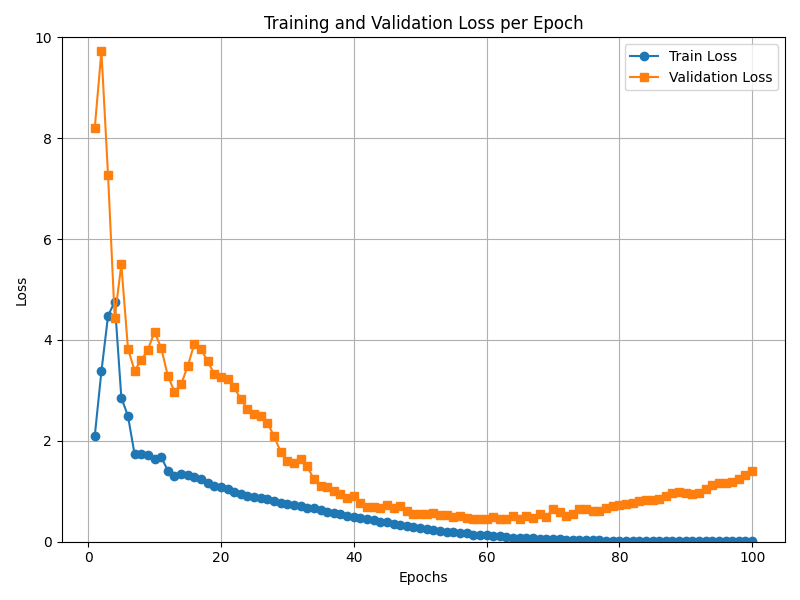 Training and Validation Loss per Epoch
Train Loss
Validation Loss
Loss
10
8
6
4
2
0
0 20 40 60 80 100
Epochs